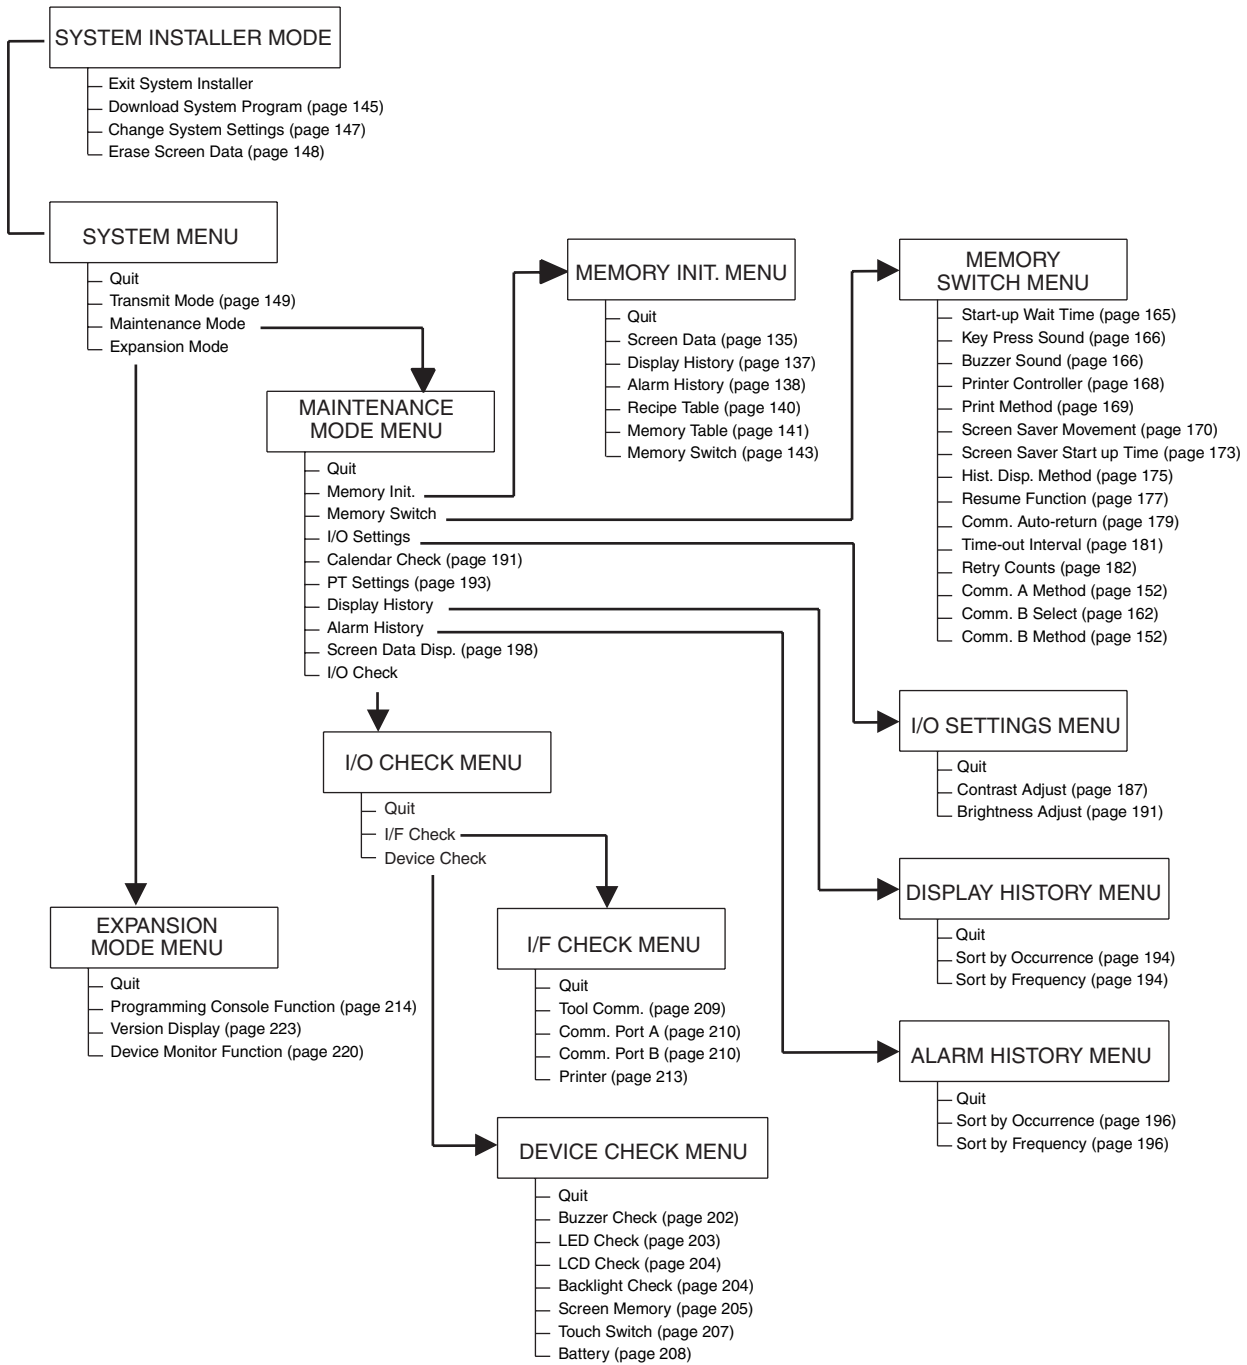 SYSTEM INSTALLER MODE
Exit System Installer
Download System Program (page 145)
Change System Settings (page 147)
Erase Screen Data (page 148)
SYSTEM MENU
Quit
Transmit Mode (page 149)
Maintenance Mode
Expansion Mode
MAINTENANCE
MODE MENU
Quit
Memory Init.
Memory Switch
I/O Settings
Calendar Check (page 191)
PT Settings (page 193)
Display History
Alarm History
Screen Data Disp. (page 198)
I/O Check
MEMORY INIT. MENU
Quit
Screen Data (page 135)
Display History (page 137)
Alarm History (page 138)
Recipe Table (page 140)
Memory Table (page 141)
Memory Switch (page 143)
MEMORY
SWITCH MENU
Start-up Wait Time (page 165)
Key Press Sound (page 166)
Buzzer Sound (page 166)
Printer Controller (page 168)
Print Method (page 169)
Screen Saver Movement (page 170)
Screen Saver Start up Time (page 173)
Hist. Disp. Method (page 175)
Resume Function (page 177)
Comm. Auto-return (page 179)
Time-out Interval (page 181)
Retry Counts (page 182)
Comm. A Method (page 152)
Comm. B Select (page 162)
Comm. B Method (page 152)
I/O SETTINGS MENU
Quit
Contrast Adjust (page 187)
Brightness Adjust (page 191)
I/O CHECK MENU
Quit
I/F Check
Device Check
DISPLAY HISTORY MENU
Quit
Sort by Occurrence (page 194)
Sort by Frequency (page 194)
EXPANSION
MODE MENU
Quit
Programming Console Function (page 214)
Version Display (page 223)
Device Monitor Function (page 220)
I/F CHECK MENU
Quit
Tool Comm. (page 209)
Comm. Port A (page 210)
Comm. Port B (page 210)
Printer (page 213)
ALARM HISTORY MENU
Quit
Sort by Occurrence (page 196)
Sort by Frequency (page 196)
DEVICE CHECK MENU
Quit
Buzzer Check (page 202)
LED Check (page 203)
LCD Check (page 204)
Backlight Check (page 204)
Screen Memory (page 205)
Touch Switch (page 207)
Battery (page 208)